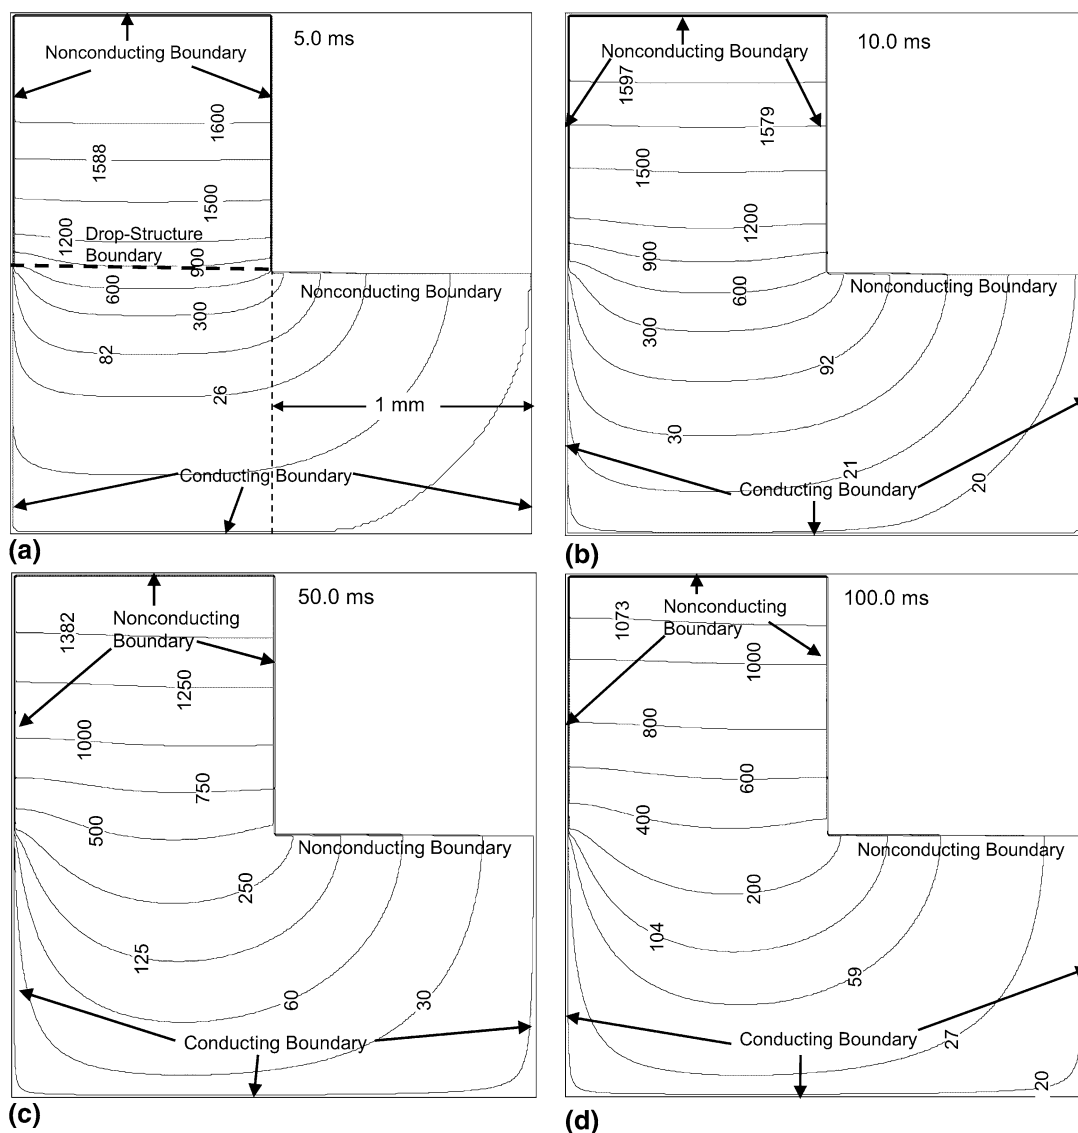 5.0 ms
Nonconducting Boundary
1600
1588
1500
1200
Drop-Structure
Boundary
900
600
Nonconducting Boundary
300
82
26
1 mm
Conducting Boundary
(a)
10.0 ms
Nonconducting Boundary
1597
1579
1500
1200
900
600
Nonconducting Boundary
300
92
30
21
20
Conducting Boundary
(b)
50.0 ms
Nonconducting
Boundary
1382
1250
1000
750
500
Nonconducting Boundary
250
125
60
30
Conducting Boundary
(c)
100.0 ms
Nonconducting
Boundary
1073
1000
800
600
400
Nonconducting Boundary
200
104
59
27
Conducting Boundary
20
(d)